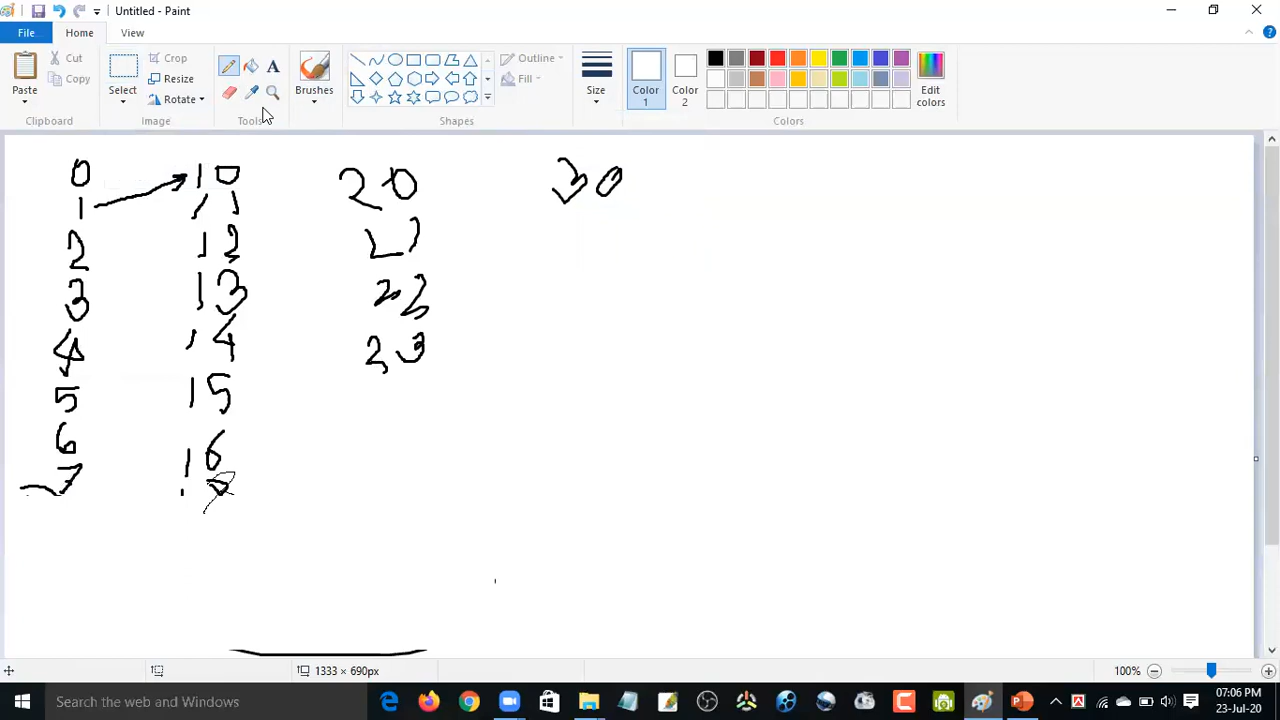 Untitled - Paint
File Home View
Paste
Cut
Copy
Clipboard
Select
Crop
Resize
Rotate
Image
A
Tools
Brushes
Outline
Fill
Shapes
Size
Color 1
Color 2
Edit colors
Colors
0 10 20 30
1 11 21
2 12 22
3 13 23
4 14
5 15
6 16
7
1333 × 690px
100%
Search the web and Windows
07:06 PM
23-Jul-20